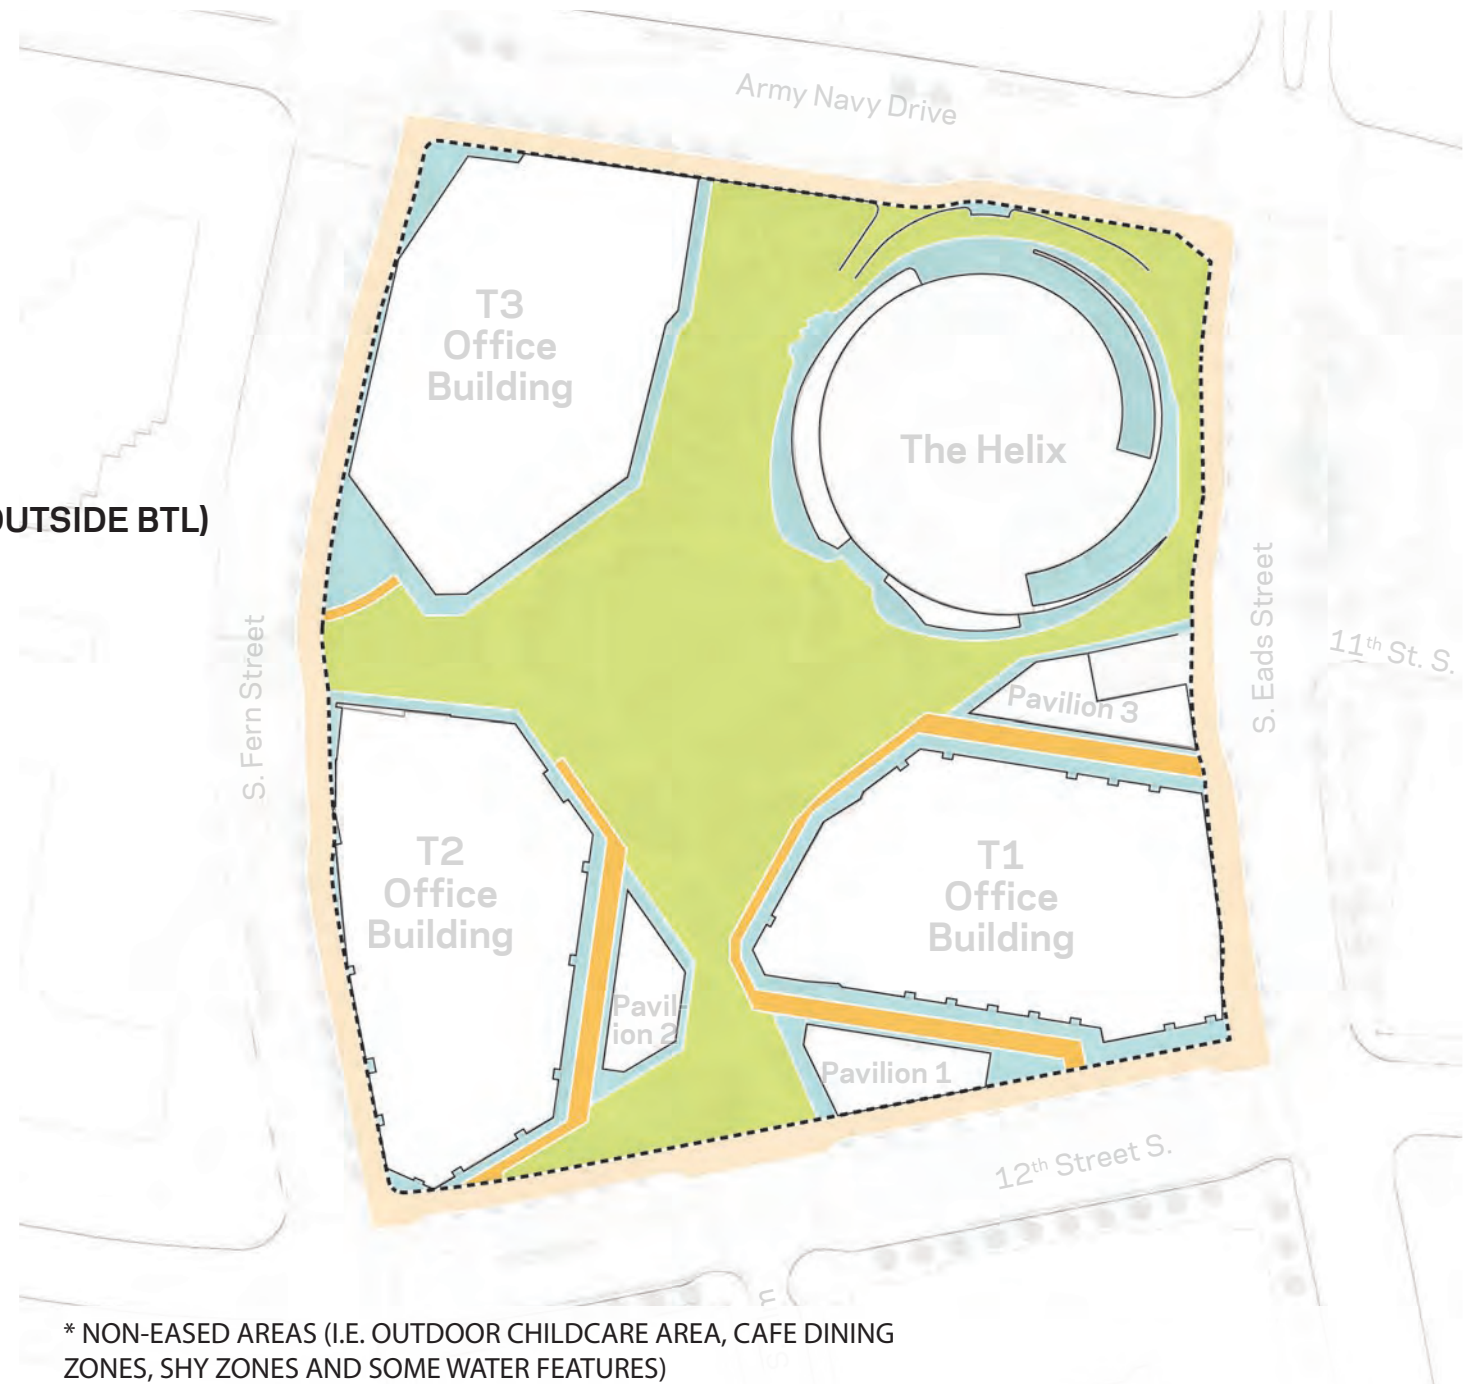 Army Navy Drive
T3
Office
Building
The Helix
OUTSIDE BTL)
S. Fern Street
S. Eads Street
11th St. S.
Pavilion 3
T2
Office
Building
T1
Office
Building
Pavil-
ion 2
Pavilion 1
12th Street S.
* NON-EASED AREAS (I.E. OUTDOOR CHILDCARE AREA, CAFE DINING
ZONES, SHY ZONES AND SOME WATER FEATURES)